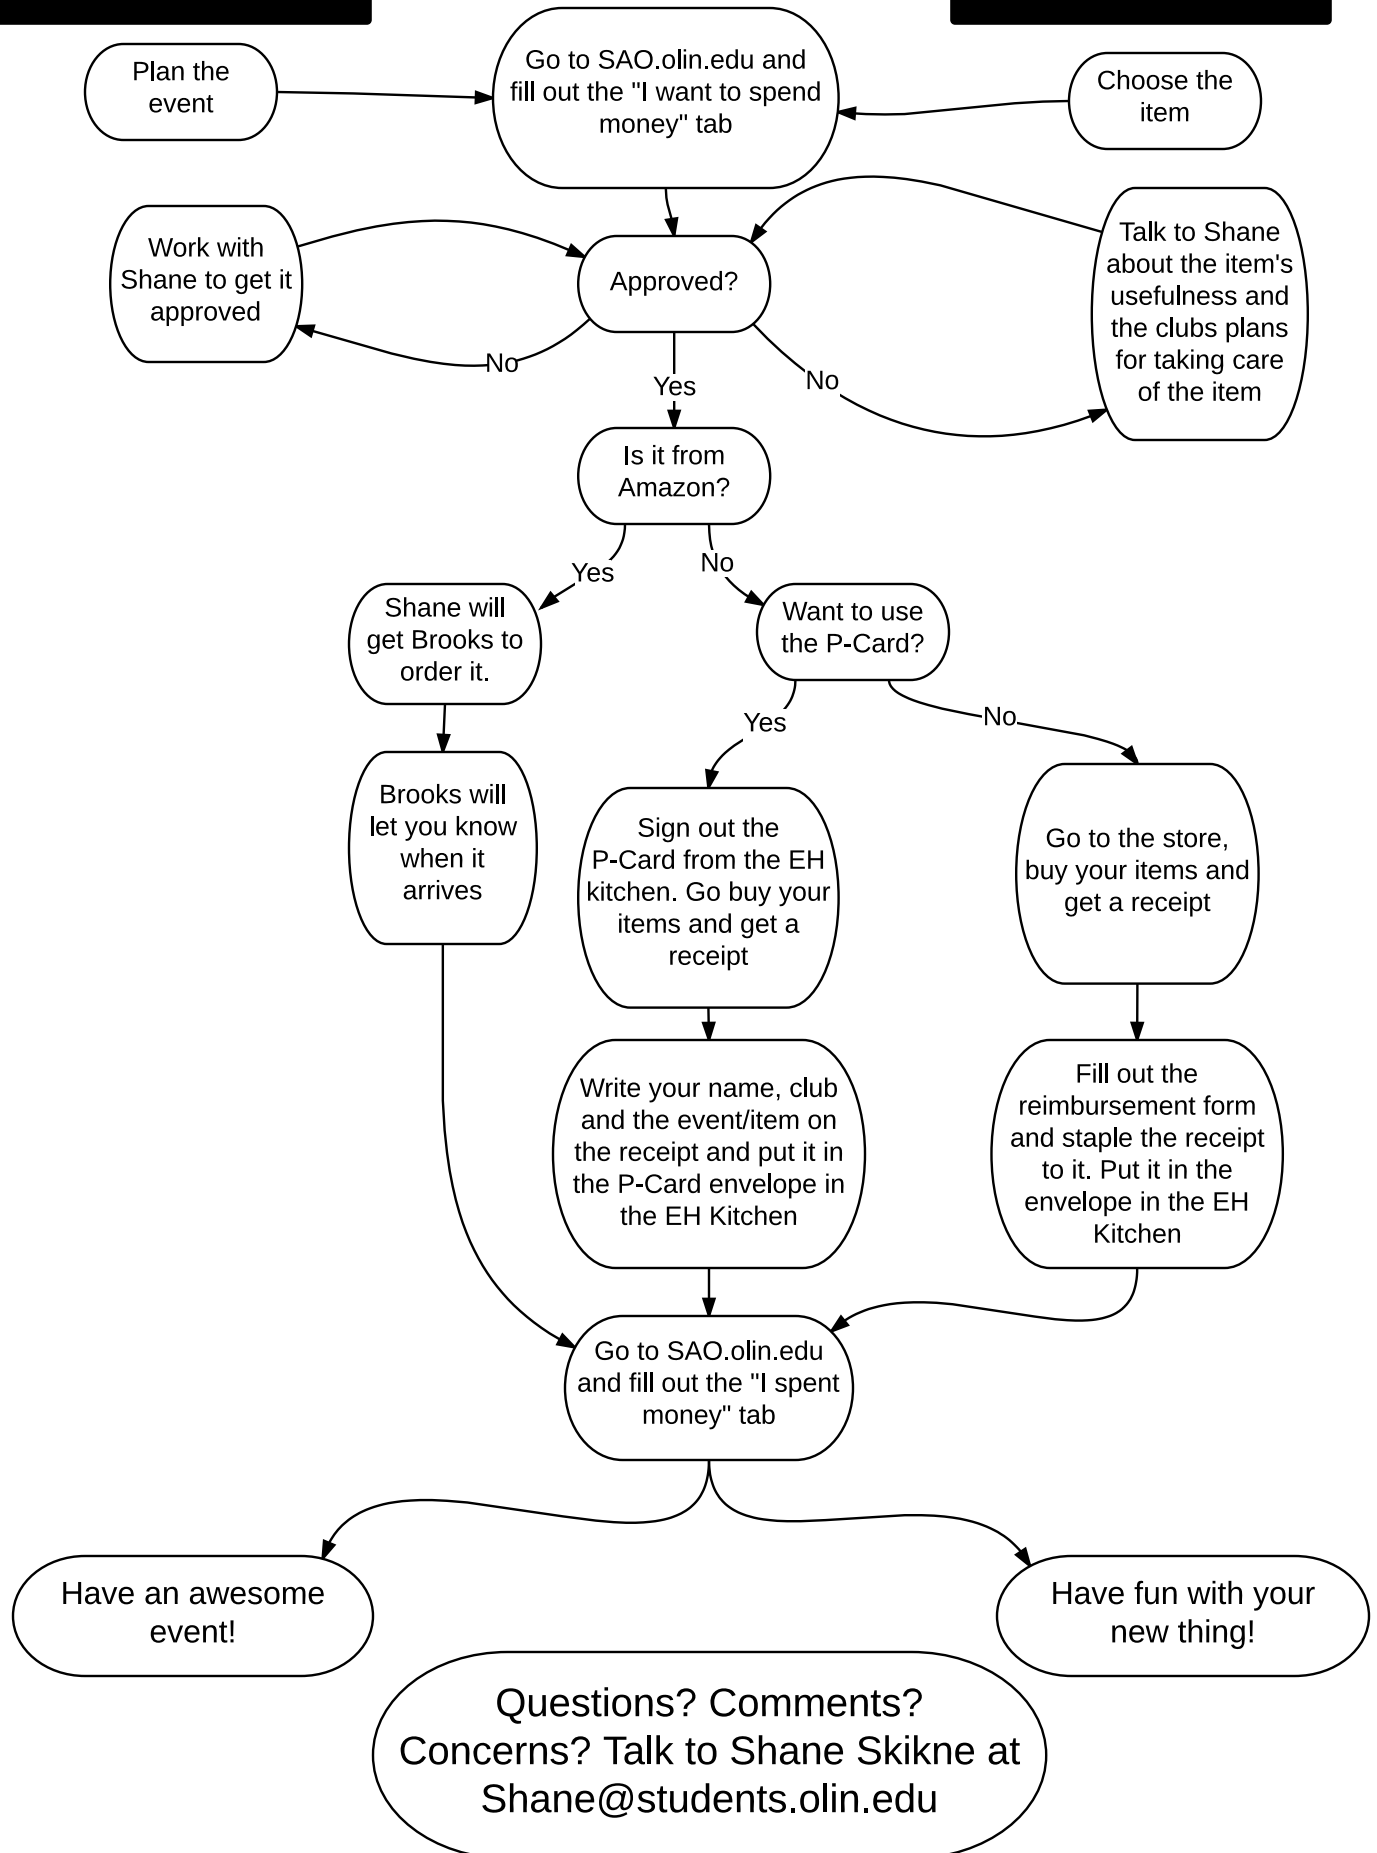 Plan the
event
Go to SAO.olin.edu and
fill out the "I want to spend
money" tab
Choose the
item
Work with
Shane to get it
approved
Approved?
Talk to Shane
about the item's
usefulness and
the clubs plans
for taking care
of the item
No
Yes
No
Is it from
Amazon?
Yes
No
Shane will
get Brooks to
order it.
Want to use
the P-Card?
Yes
No
Brooks will
let you know
when it
arrives
Sign out the
P-Card from the EH
kitchen. Go buy your
items and get a
receipt
Go to the store,
buy your items and
get a receipt
Write your name, club
and the event/item on
the receipt and put it in
the P-Card envelope in
the EH Kitchen
Fill out the
reimbursement form
and staple the receipt
to it. Put it in the
envelope in the EH
Kitchen
Go to SAO.olin.edu
and fill out the "I spent
money" tab
Have an awesome
event!
Have fun with your
new thing!
Questions? Comments?
Concerns? Talk to Shane Skikne at
Shane@students.olin.edu